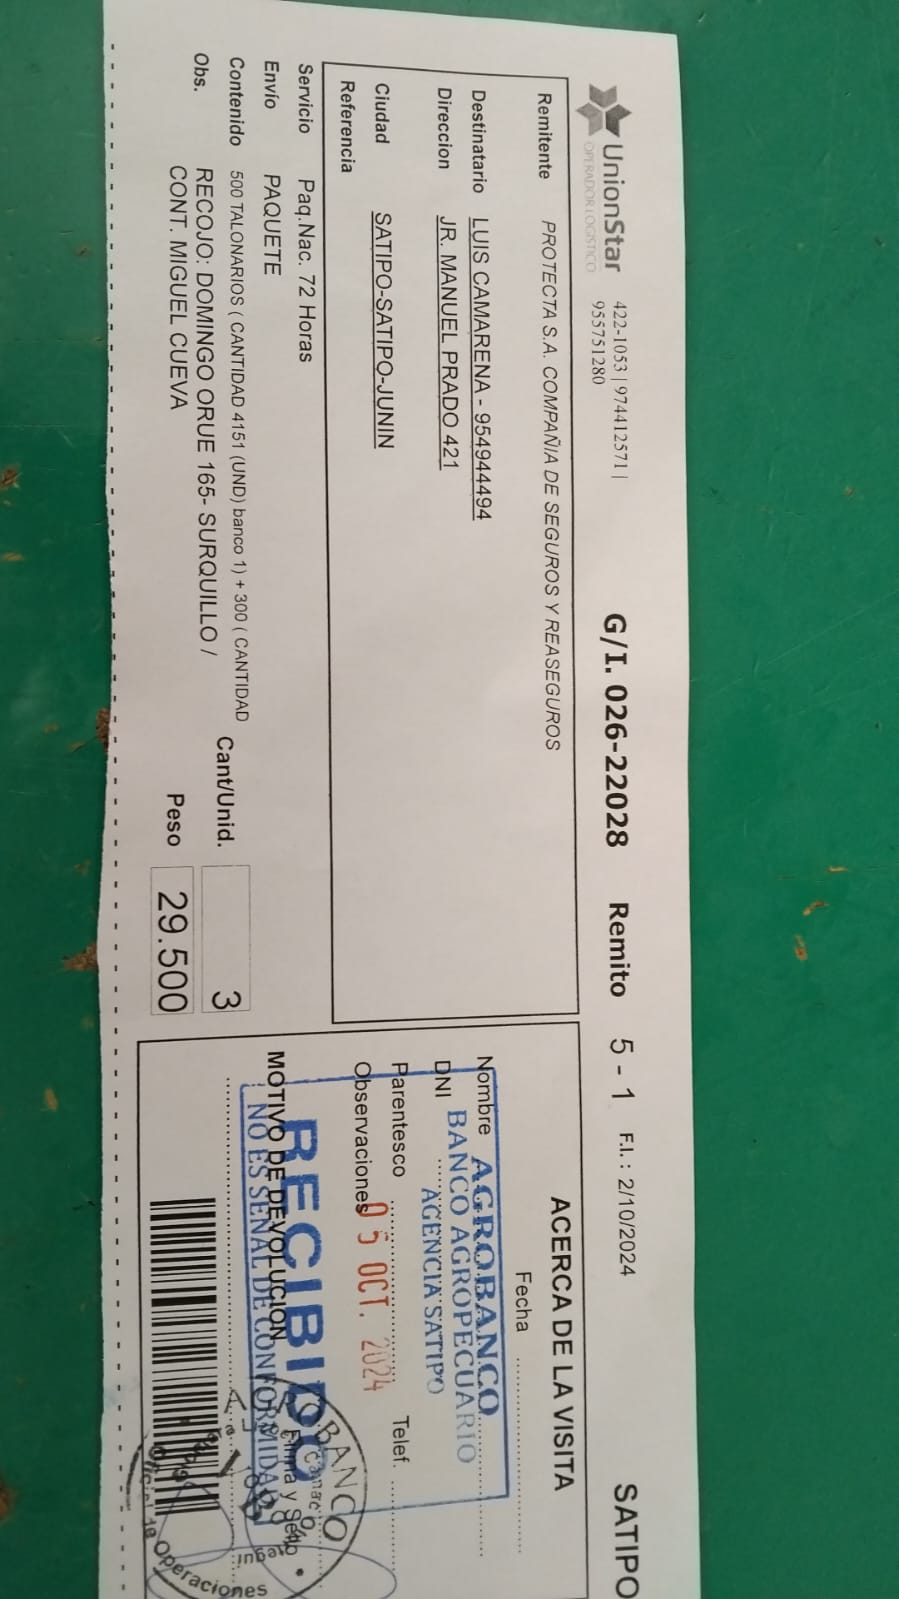 UnionStar
OPERADOR LOGISTICO
422-1053 | 974412571 |
955751280
G/I. 026-22028 Remito 5 - 1 F.I. : 2/10/2024 SATIPO
Remitente PROTECTA S.A. COMPAÑIA DE SEGUROS Y REASEGUROS
Destinatario LUIS CAMARENA - 954944494
Direccion JR. MANUEL PRADO 421
Ciudad SATIPO-SATIPO-JUNIN
Referencia
Servicio Paq.Nac. 72 Horas
Envío PAQUETE
Contenido 500 TALONARIOS ( CANTIDAD 4151 (UND) banco 1) + 300 ( CANTIDAD
Obs. RECOJO: DOMINGO ORUE 165- SURQUILLO /
CONT. MIGUEL CUEVA
Cant/Unid. 3
Peso 29.500
ACERCA DE LA VISITA
Fecha
Nombre
DNI
Parentesco
Telef.
Observaciones
MOTIVO DE DEVOLUCION
AGROBANCO
BANCO AGROPECUARIO
AGENCIA SATIPO
05 OCT. 2024
RECIBIDO
NO ES SEÑAL DE CONFORMIDAD
Firma y Sello
BANCO
Operaciones